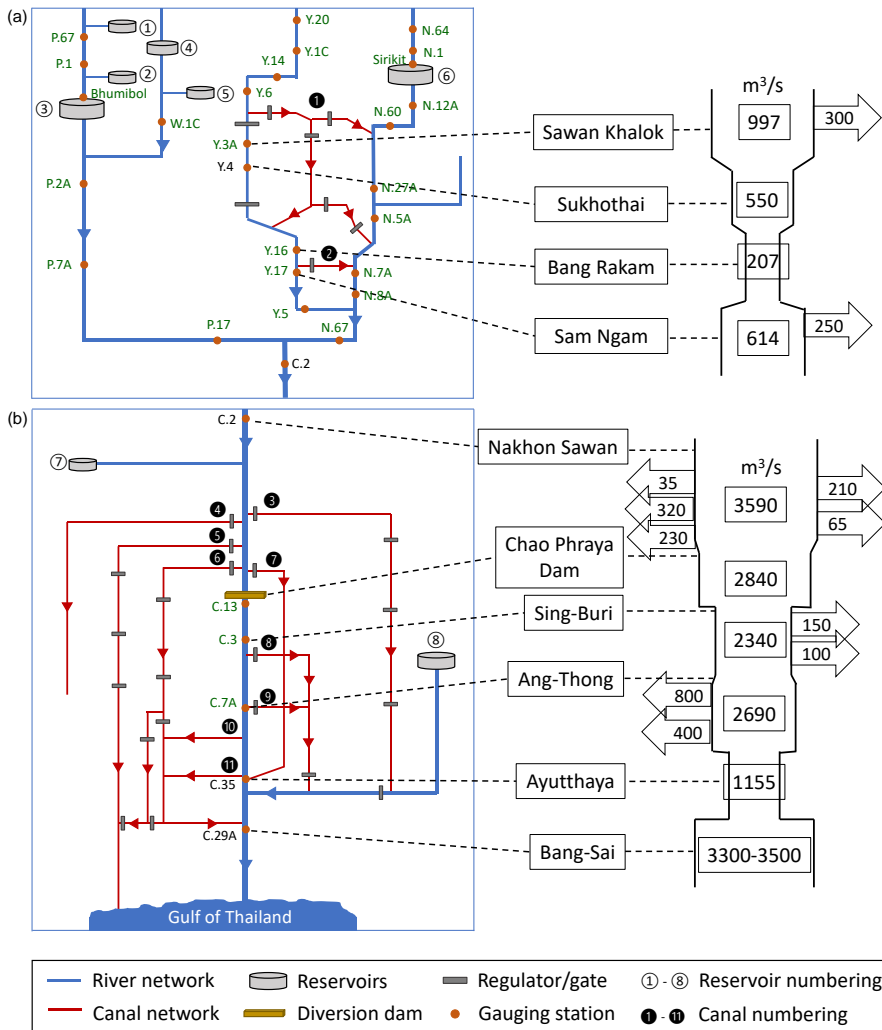 (a)
Y.20
N.64
P.67
①
Y.1C
N.1
④
Y.14
Sirikit
P.1
②
⑥
⑤
Y.6
③
Bhumibol
❶
N.12A
m³/s
N.60
W.1C
Sawan Khalok
997
300
Y.3A
Y.4
P.2A
N.27A
Sukhothai
550
N.5A
Y.16
❷
P.7A
Bang Rakam
207
Y.17
N.7A
N.8A
Y.5
P.17
N.67
Sam Ngam
614
250
C.2
(b)
C.2
Nakhon Sawan
⑦
m³/s
35
210
❸
3590
❹
320
65
❺
230
❻
❼
Chao Phraya
Dam
2840
C.13
Sing-Buri
150
C.3
2340
❽
⑧
100
Ang-Thong
800
C.7A
❾
2690
❿
400
⓫
C.35
Ayutthaya
1155
C.29A
Bang-Sai
3300-3500
Gulf of Thailand
River network
Reservoirs
Regulator/gate
① - ⑧ Reservoir numbering
Canal network
Diversion dam
Gauging station
❶ - ⓫ Canal numbering